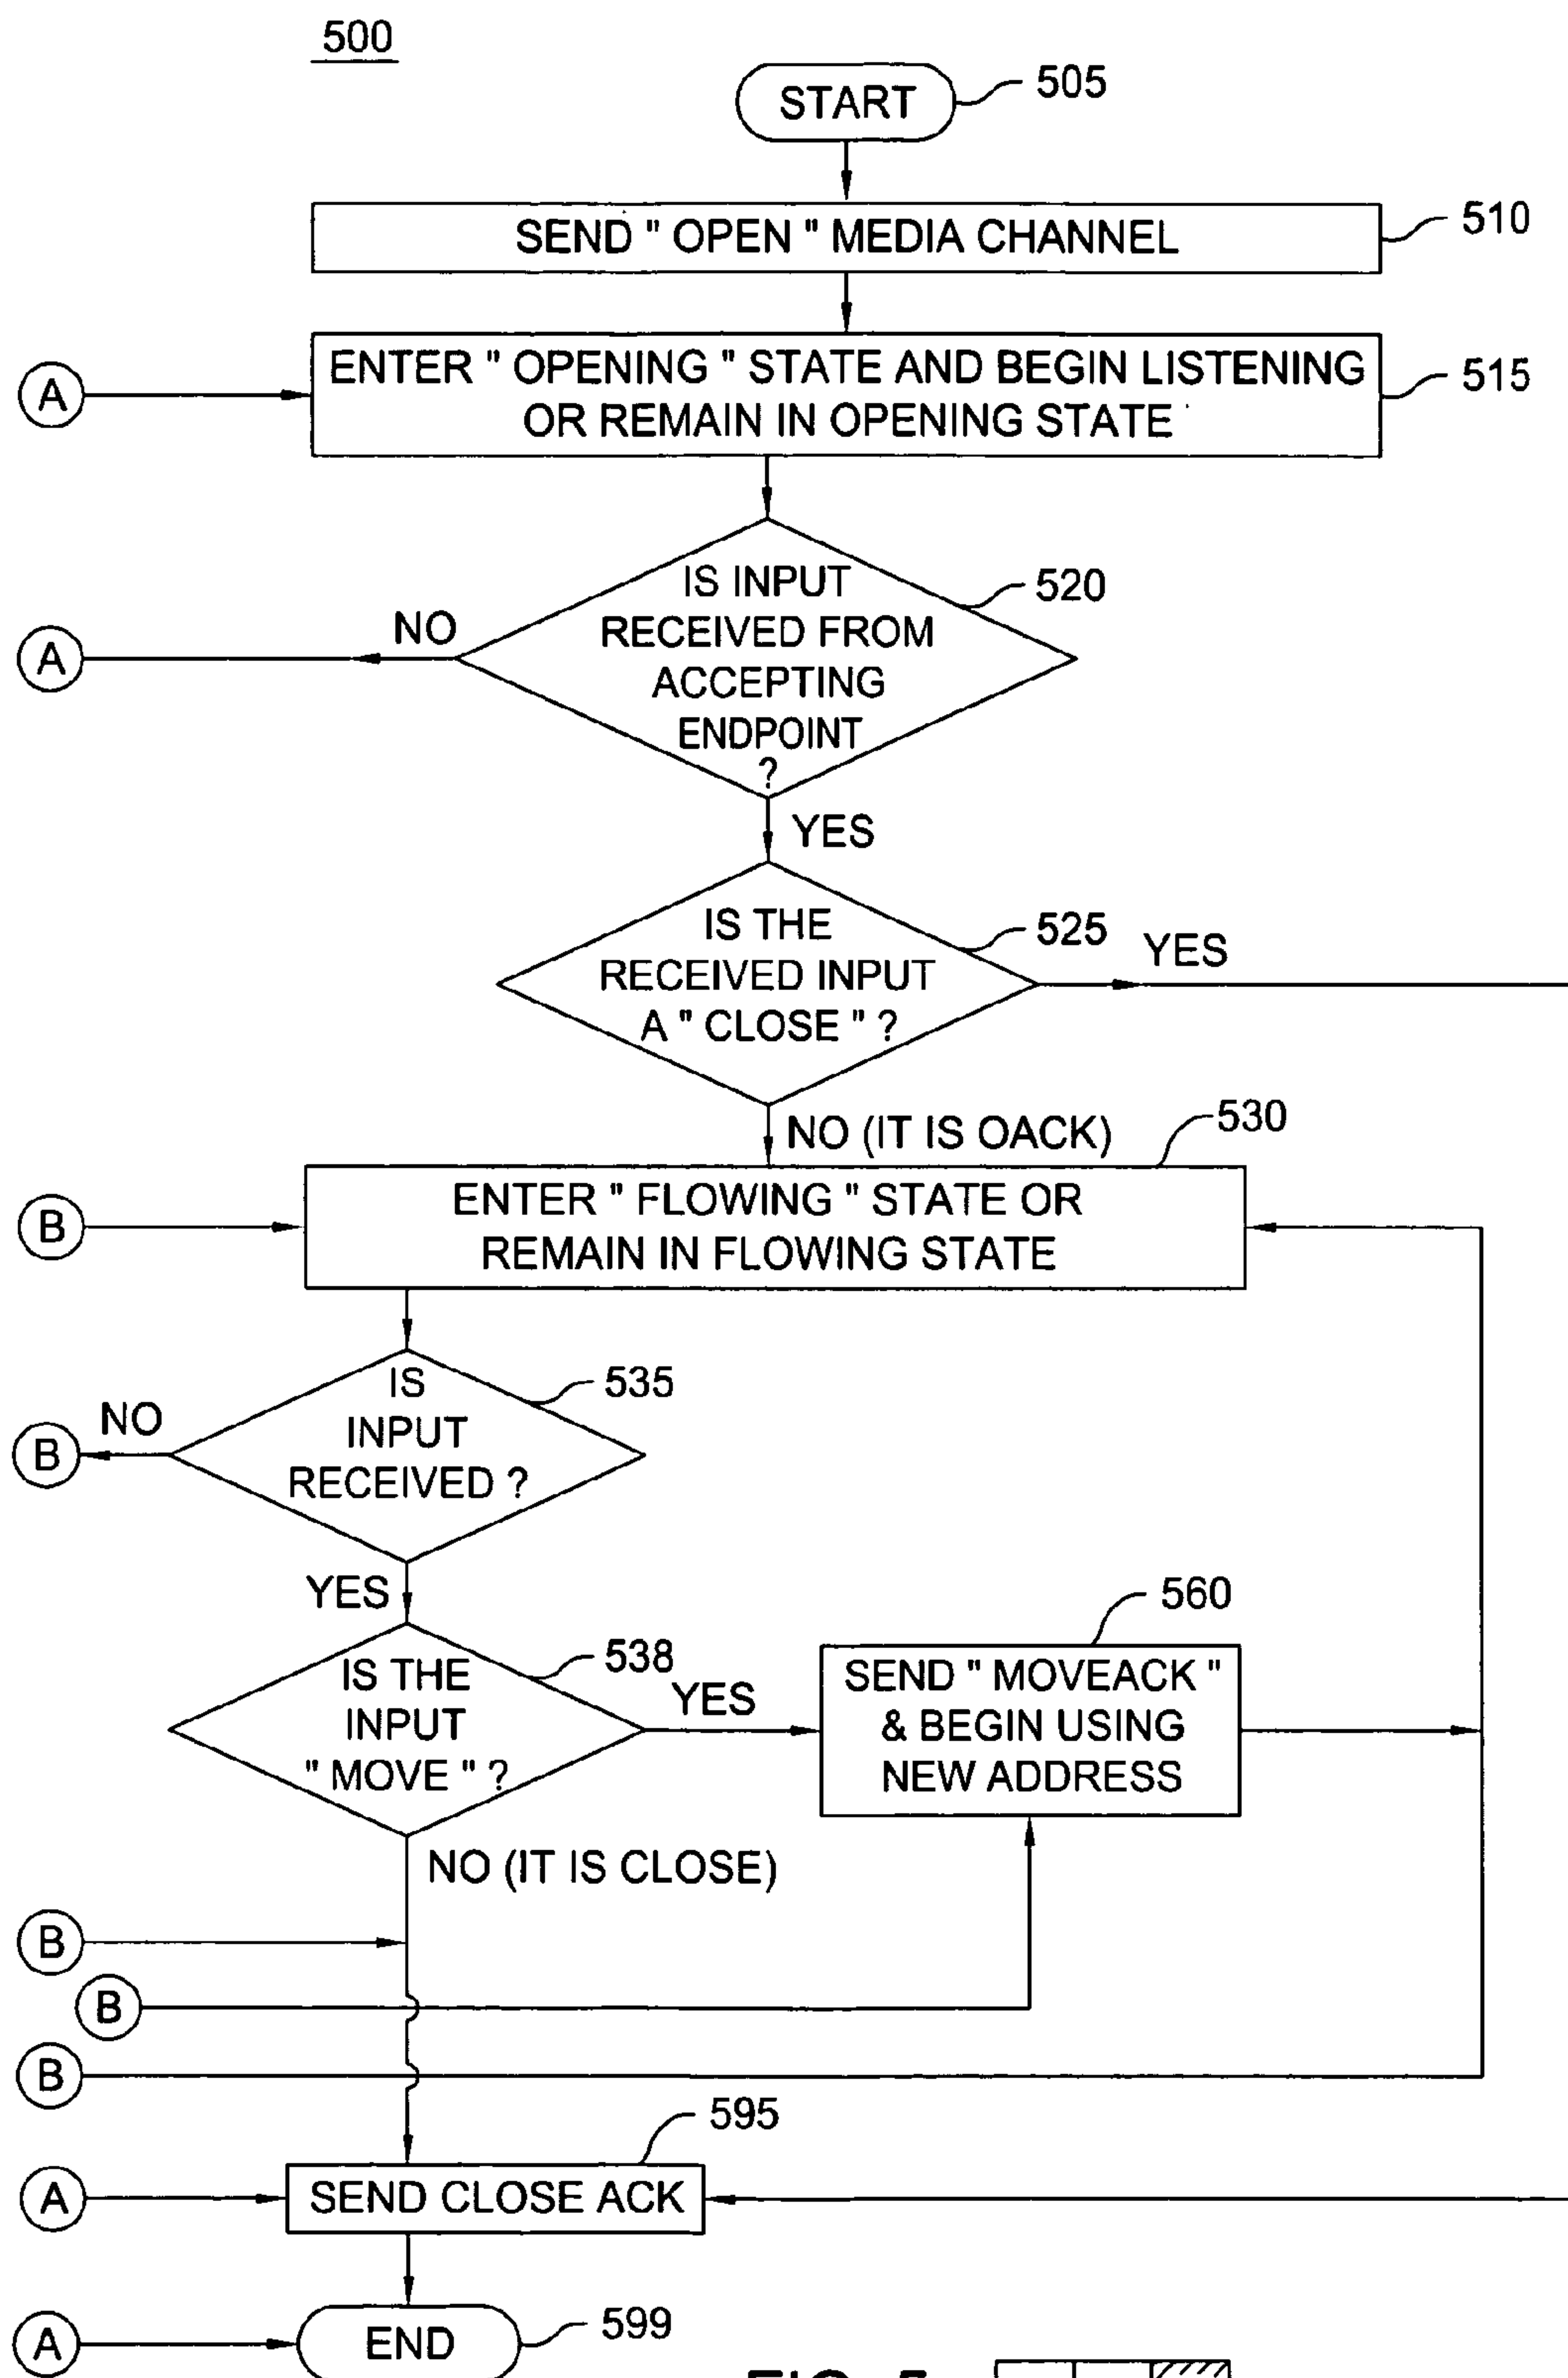 500
START
505
SEND " OPEN " MEDIA CHANNEL
510
A
ENTER " OPENING " STATE AND BEGIN LISTENING
OR REMAIN IN OPENING STATE
515
A
NO
IS INPUT
RECEIVED FROM
ACCEPTING
ENDPOINT
?
520
YES
IS THE
RECEIVED INPUT
A " CLOSE " ?
525
YES
NO (IT IS OACK)
530
B
ENTER " FLOWING " STATE OR
REMAIN IN FLOWING STATE
B
NO
IS
INPUT
RECEIVED ?
535
YES
IS THE
INPUT
" MOVE " ?
538
YES
560
SEND " MOVEACK "
& BEGIN USING
NEW ADDRESS
NO (IT IS CLOSE)
B
B
B
595
A
SEND CLOSE ACK
A
END
599